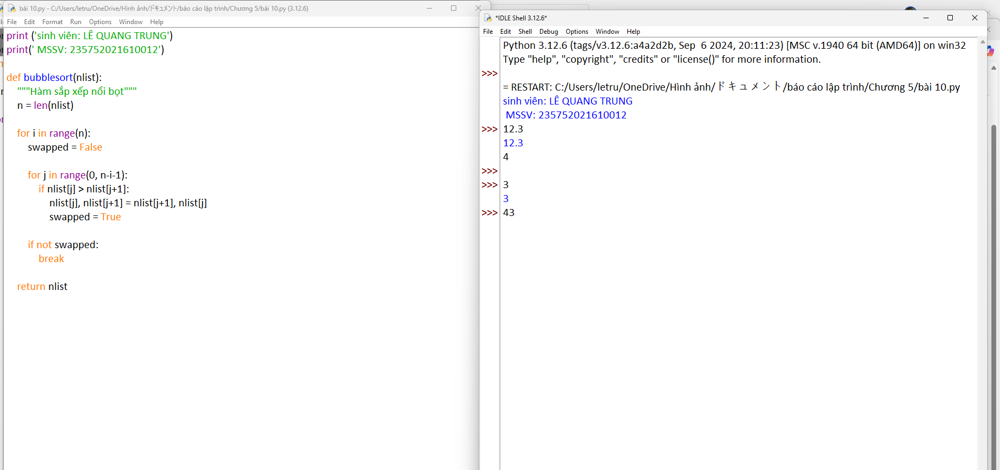 bài 10.py - C:/Users/letru/OneDrive/Hình ảnh/ドキュメント/báo cáo lập trình/Chương 5/bài 10.py (3.12.6)
File Edit Format Run Options Window Help
print ('sinh viên: LÊ QUANG TRUNG')
print(' MSSV: 235752021610012')
def bubblesort(nlist):
"""Hàm sắp xếp nổi bọt"""
n = len(nlist)
for i in range(n):
swapped = False
for j in range(0, n-i-1):
if nlist[j] > nlist[j+1]:
nlist[j], nlist[j+1] = nlist[j+1], nlist[j]
swapped = True
if not swapped:
break
return nlist
*IDLE Shell 3.12.6*
File Edit Shell Debug Options Window Help
Python 3.12.6 (tags/v3.12.6:a4a2d2b, Sep  6 2024, 20:11:23) [MSC v.1940 64 bit (AMD64)] on win32
Type "help", "copyright", "credits" or "license()" for more information.
>>>
= RESTART: C:/Users/letru/OneDrive/Hình ảnh/ドキュメント/báo cáo lập trình/Chương 5/bài 10.py
sinh viên: LÊ QUANG TRUNG
MSSV: 235752021610012
>>> 12.3
12.3
4
>>>
>>> 3
3
>>> 43